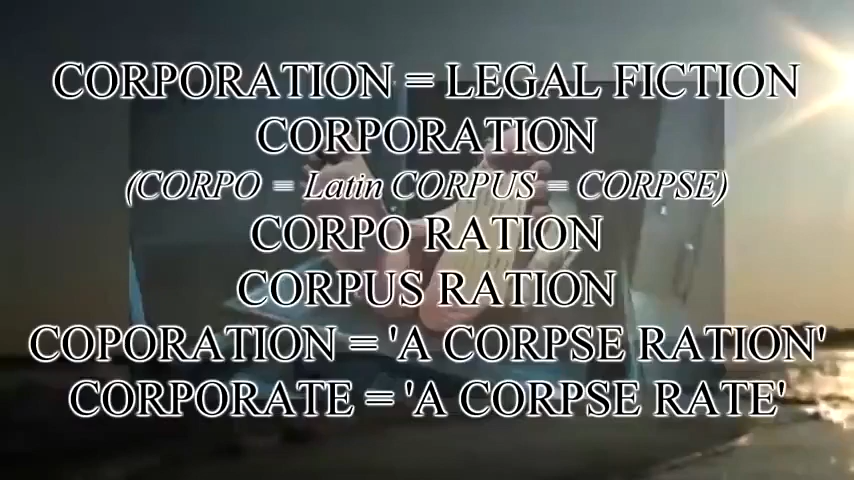 CORPORATION = LEGAL FICTION
CORPORATION
(CORPO = Latin CORPUS = CORPSE)
CORPO RATION
CORPUS RATION
COPORATION = 'A CORPSE RATION'
CORPORATE = 'A CORPSE RATE'